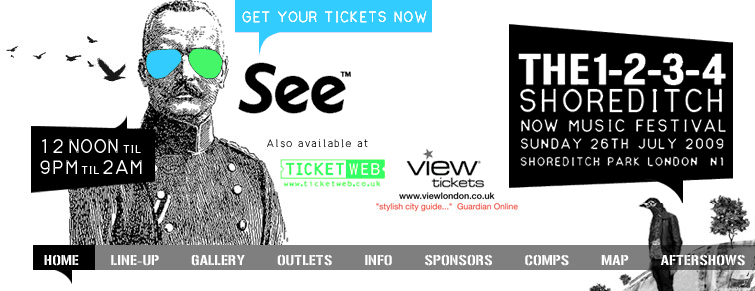 GET YOUR TICKETS NOW
See™
12 NOON TIL
9PM TIL 2AM
Also available at
TICKETWEB
www.ticketweb.co.uk
view®
tickets
www.viewlondon.co.uk
"stylish city guide..." Guardian Online
THE 1-2-3-4
SHOREDITCH
NOW MUSIC FESTIVAL
SUNDAY 26TH JULY 2009
SHOREDITCH PARK LONDON N1
HOME LINE-UP GALLERY OUTLETS INFO SPONSORS COMPS MAP AFTERSHOWS